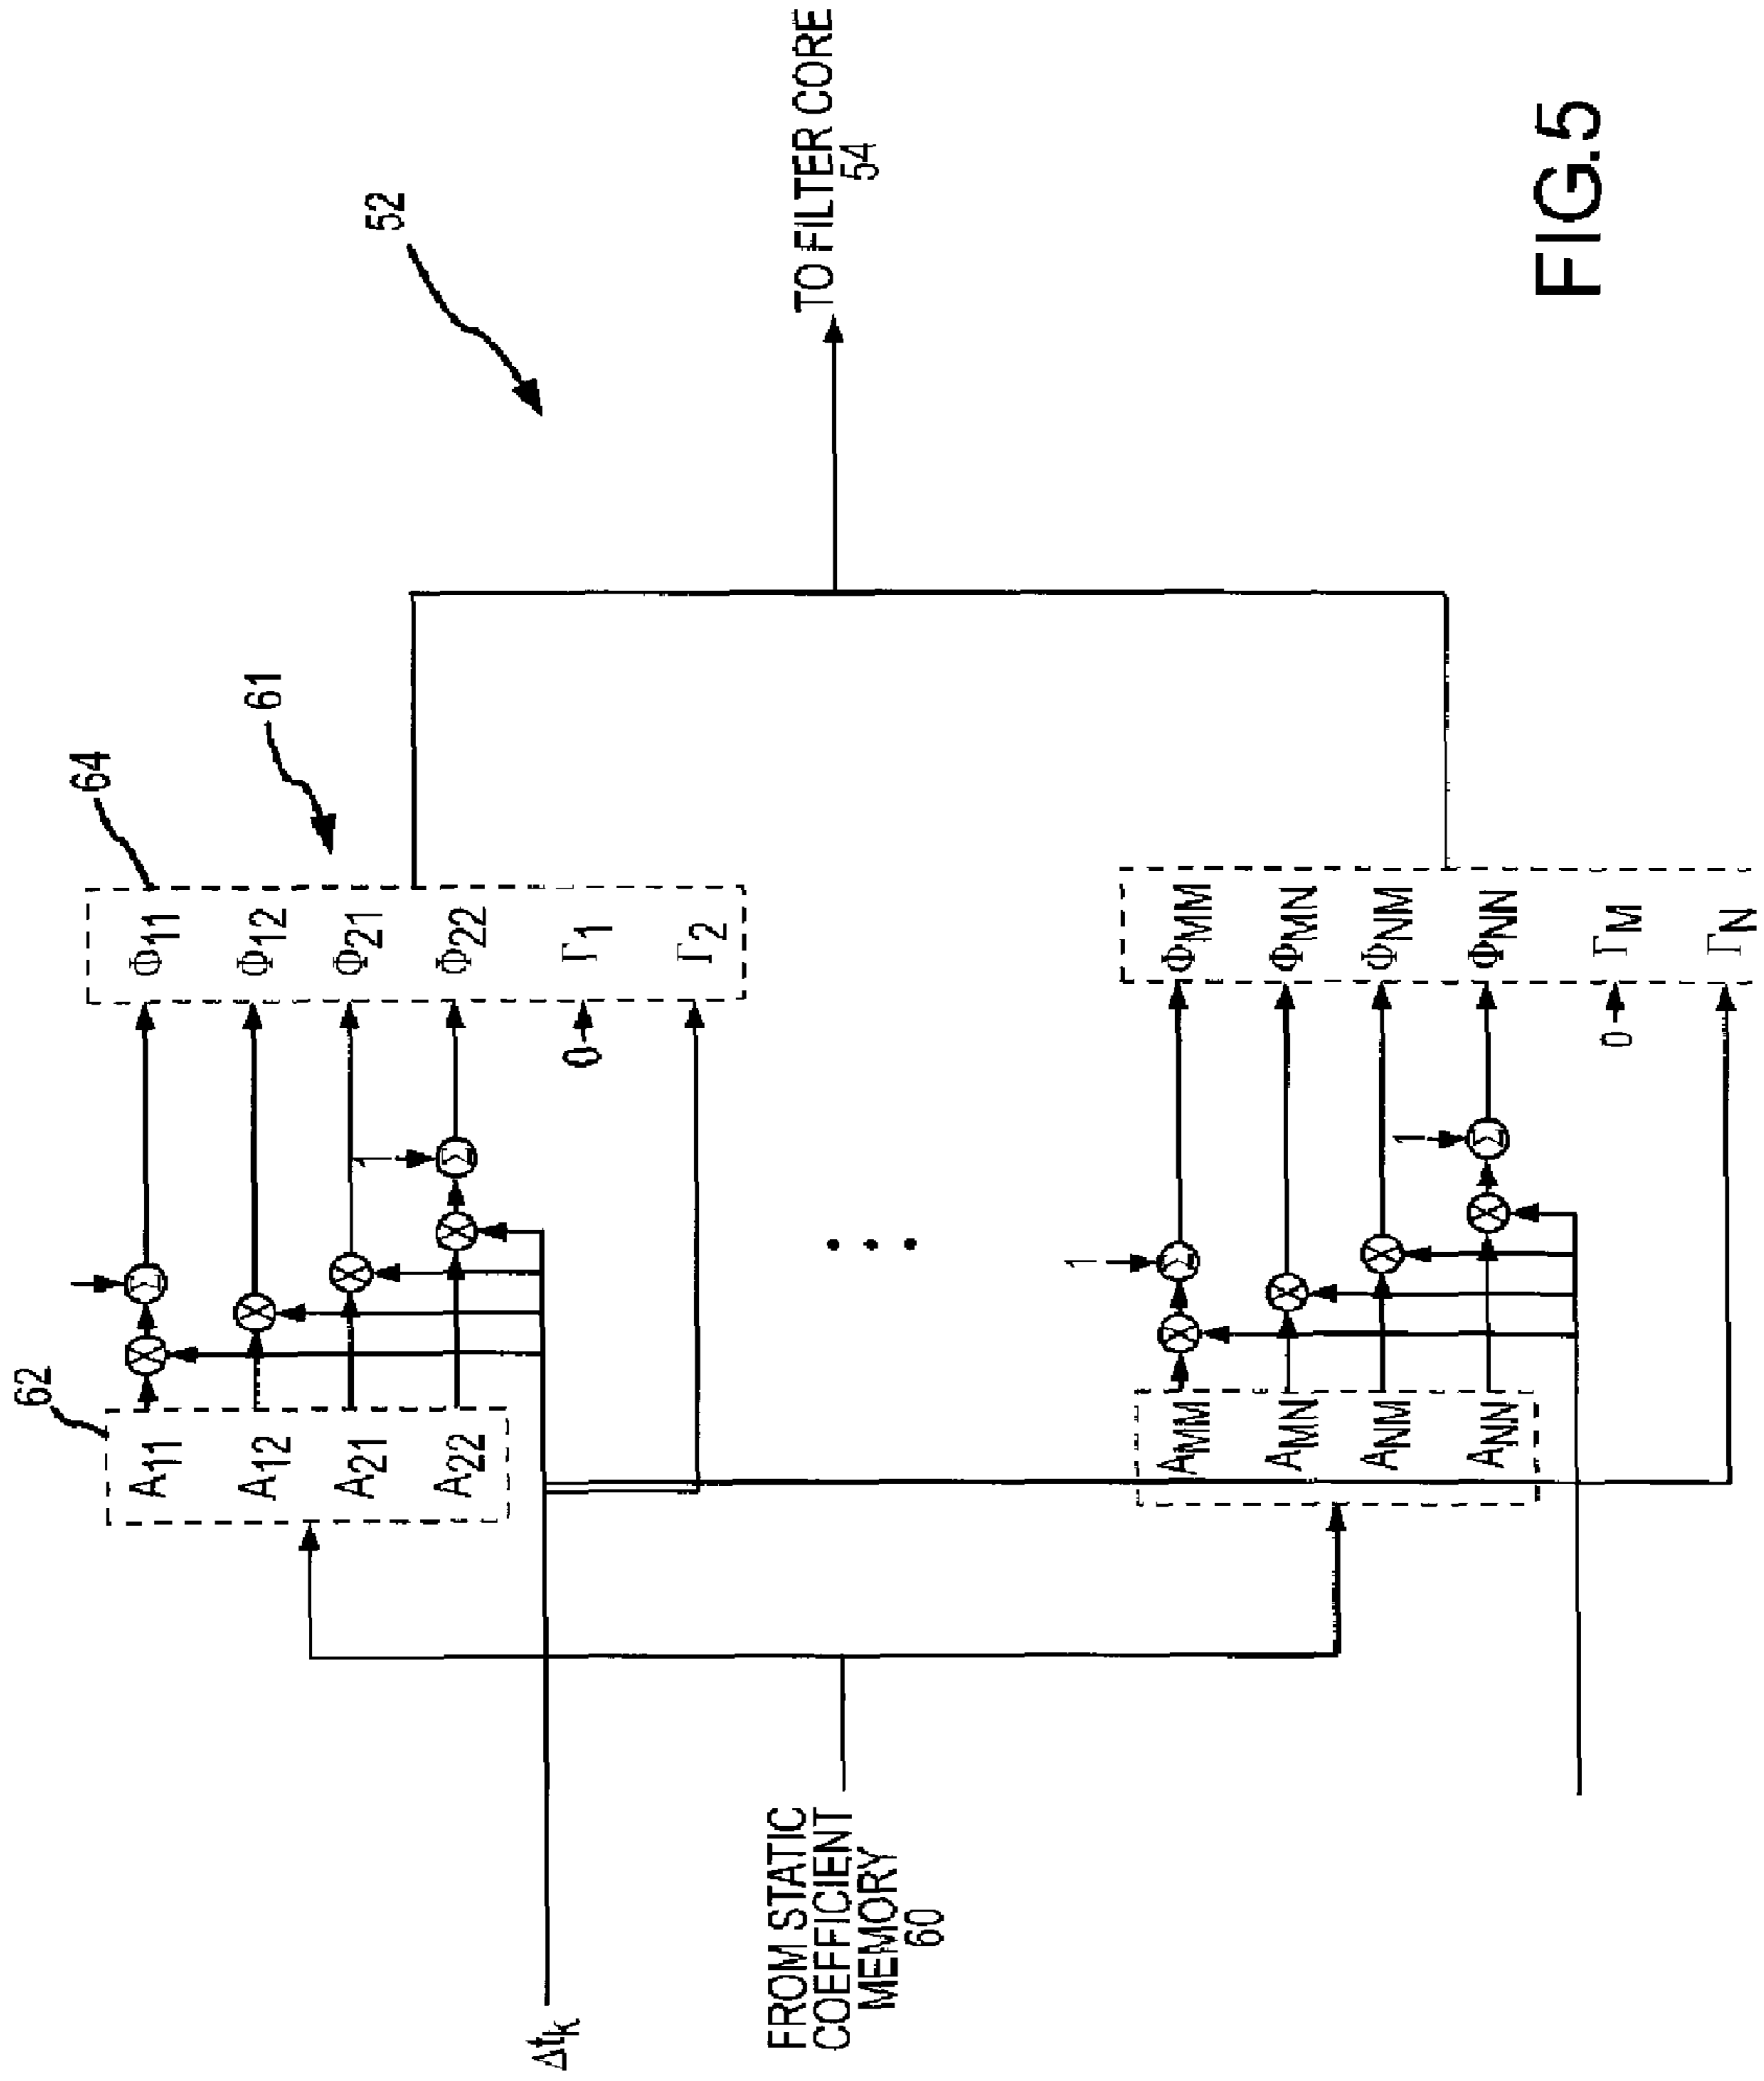 52
TO FILTER CORE
54
64
61
62
Φ11
Φ12
Φ21
Φ22
Γ1
Γ2
1
0
A11
A12
A21
A22
ΔtK
FROM STATIC
COEFFICIENT
MEMORY
60
ΦMM
ΦMN
ΦNM
ΦNN
ΓM
ΓN
1
1
0
AMM
AMN
ANM
ANN
Σ
Σ
Σ
Σ
FIG.5